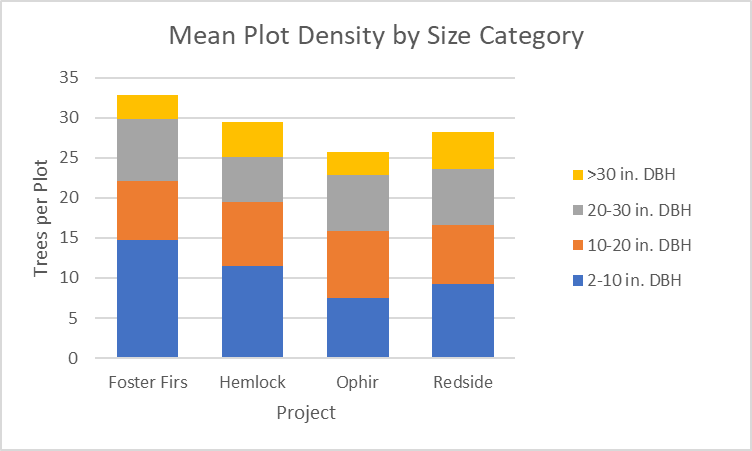 Mean Plot Density by Size Category
35
30
25
20
15
10
5
0
Trees per Plot
Foster Firs Hemlock Ophir Redside
Project
>30 in. DBH
20-30 in. DBH
10-20 in. DBH
2-10 in. DBH